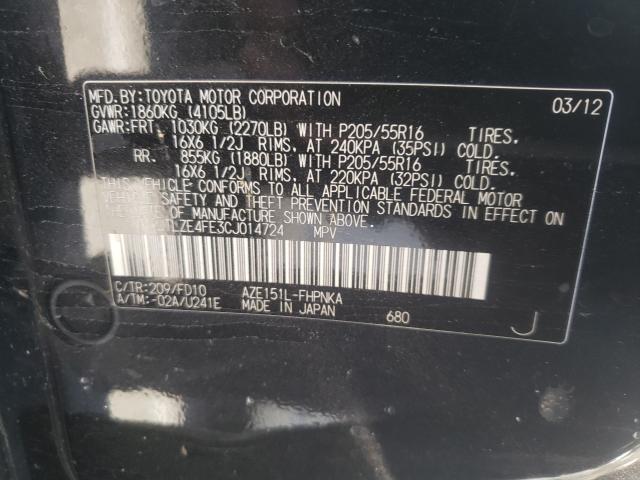 MFD.BY:TOYOTA MOTOR CORPORATION 03/12
GVWR:1860KG (4105LB)
GAWR:FRT. 1030KG (2270LB) WITH P205/55R16 TIRES.
16X6 1/2J RIMS. AT 240KPA (35PSI) COLD.
RR. 855KG (1880LB) WITH P205/55R16 TIRES.
16X6 1/2J RIMS. AT 220KPA (32PSI) COLD.
THIS VEHICLE CONFORMS TO ALL APPLICABLE FEDERAL MOTOR
VEHICLE SAFETY AND THEFT PREVENTION STANDARDS IN EFFECT ON
THE DATE OF MANUFACTURE SHOWN ABOVE.
LZE4FE3CJ014724 MPV
C/TR:209/FD10 AZE151L-FHPNKA
A/TM:-02A/U241E MADE IN JAPAN 680 J